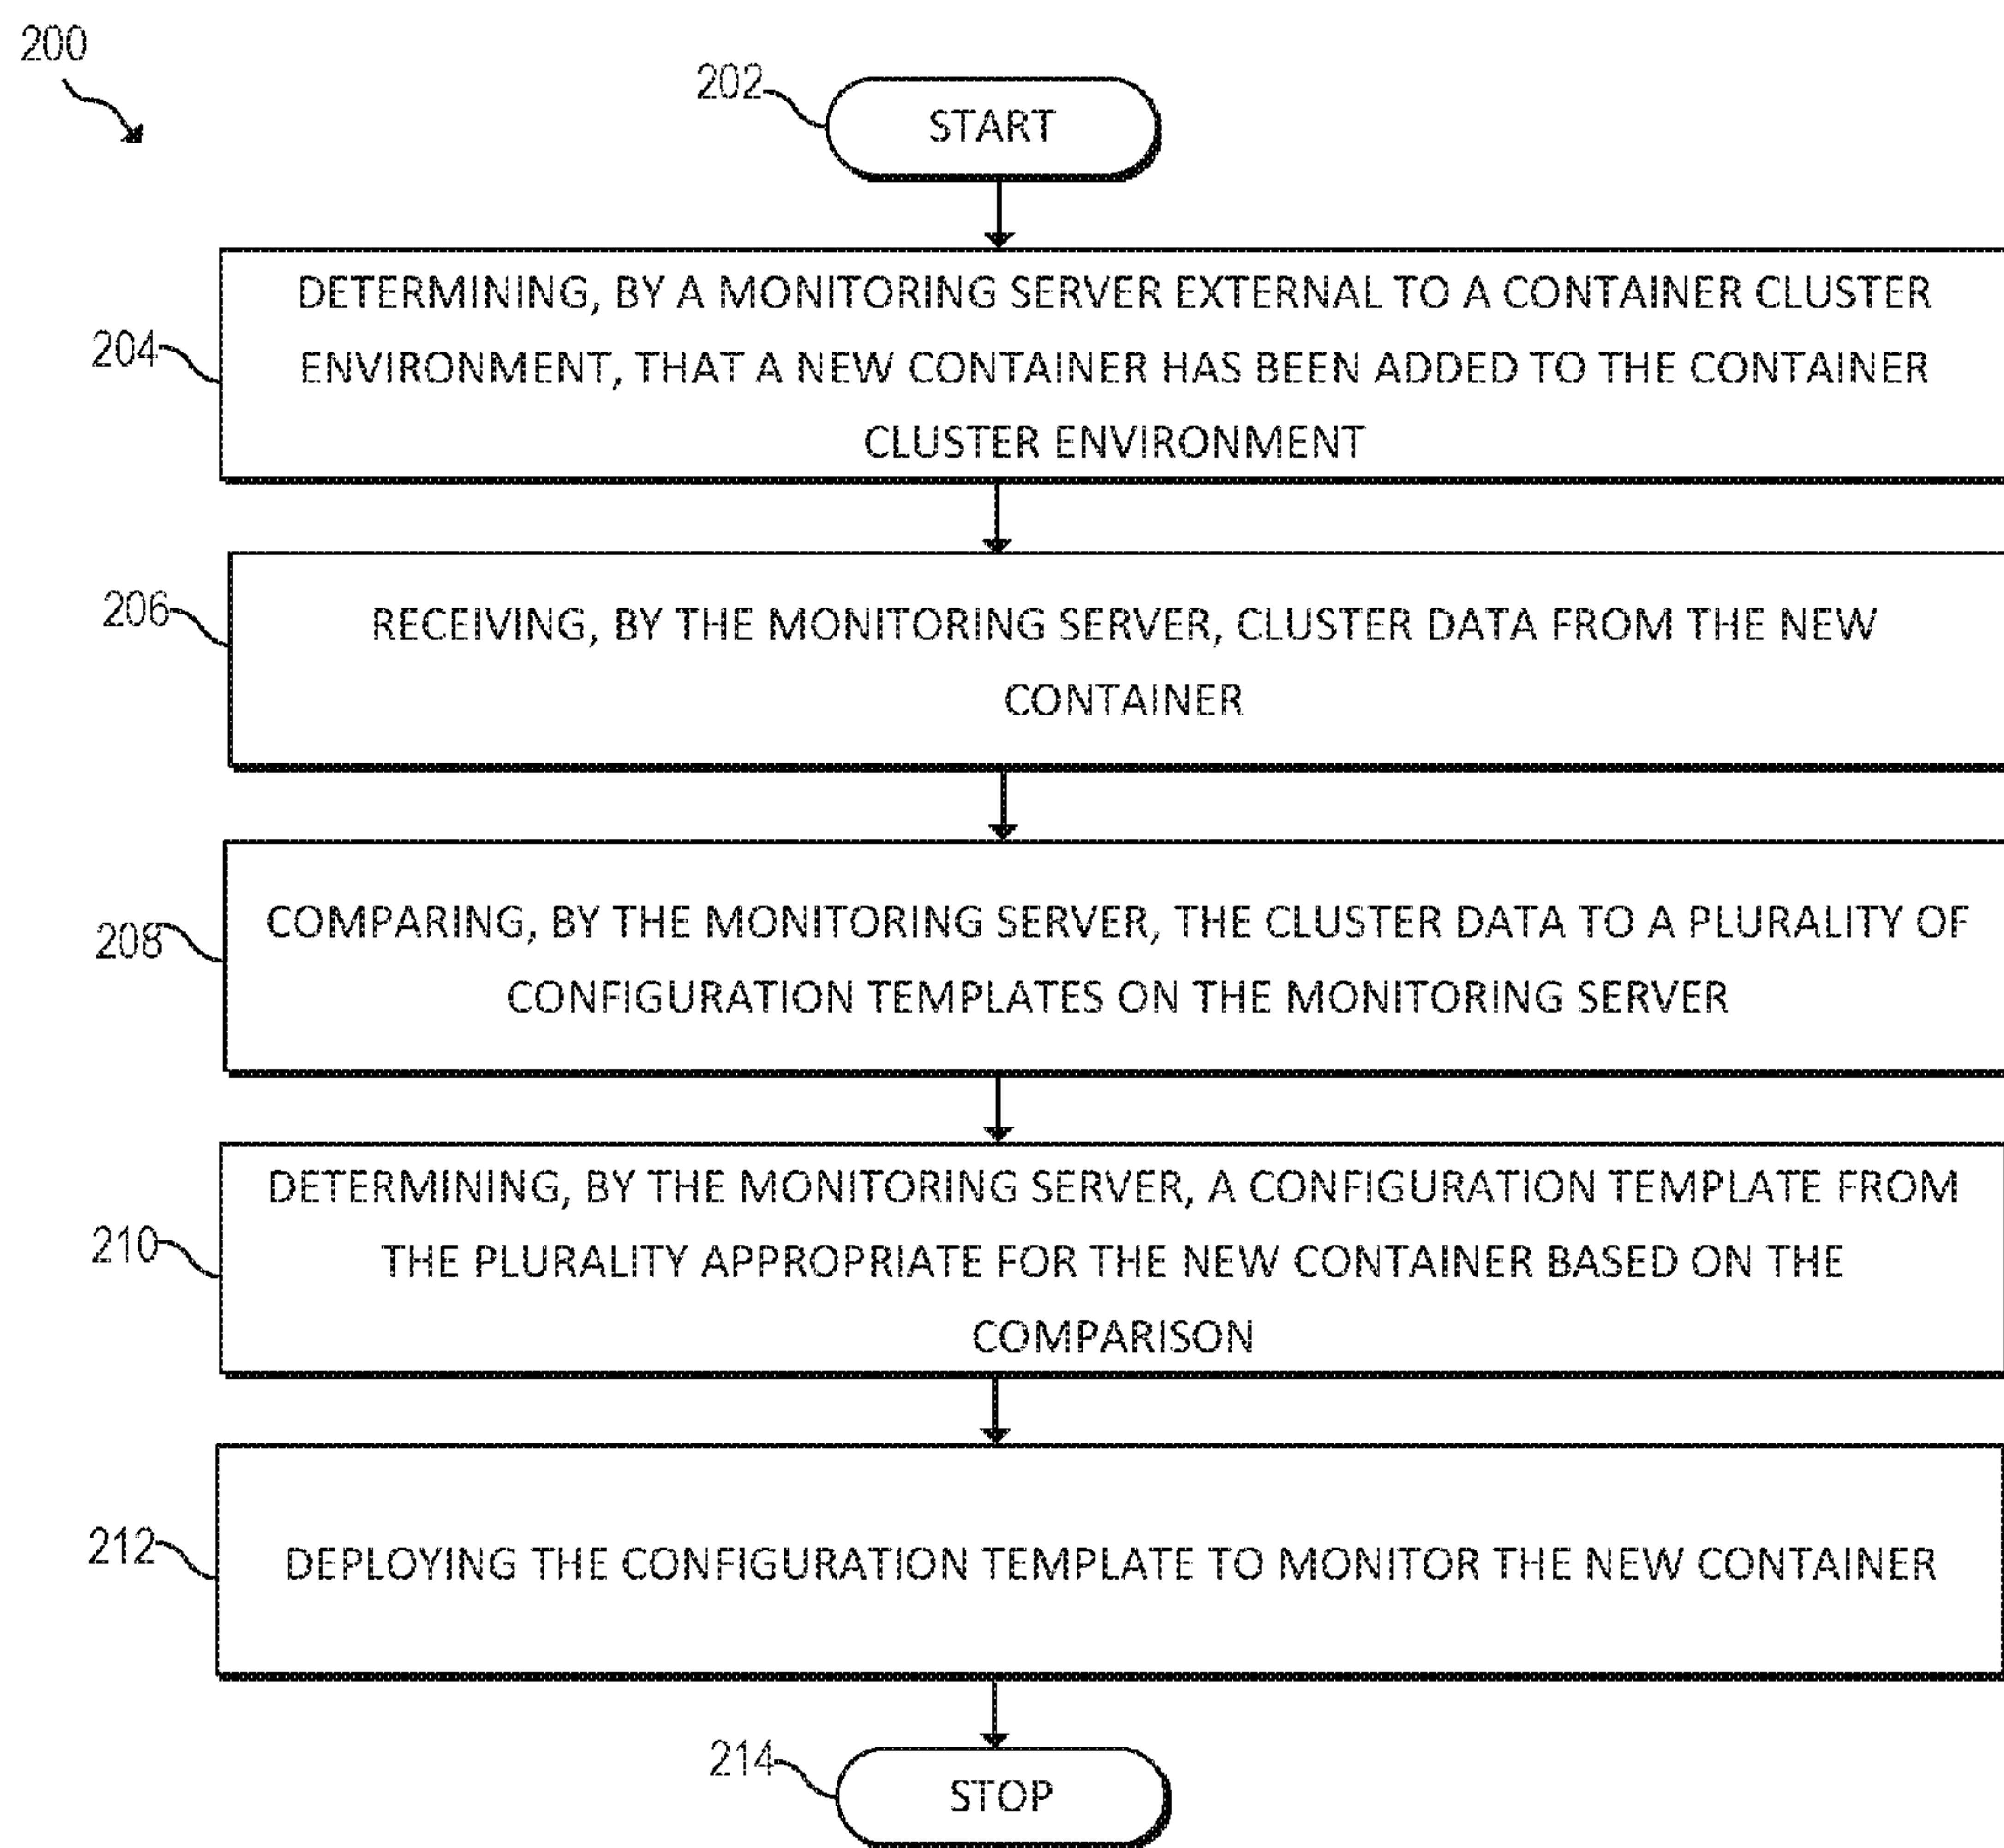 200
202
START
204
DETERMINING, BY A MONITORING SERVER EXTERNAL TO A CONTAINER CLUSTER
ENVIRONMENT, THAT A NEW CONTAINER HAS BEEN ADDED TO THE CONTAINER
CLUSTER ENVIRONMENT
206
RECEIVING, BY THE MONITORING SERVER, CLUSTER DATA FROM THE NEW
CONTAINER
208
COMPARING, BY THE MONITORING SERVER, THE CLUSTER DATA TO A PLURALITY OF
CONFIGURATION TEMPLATES ON THE MONITORING SERVER
210
DETERMINING, BY THE MONITORING SERVER, A CONFIGURATION TEMPLATE FROM
THE PLURALITY APPROPRIATE FOR THE NEW CONTAINER BASED ON THE
COMPARISON
212
DEPLOYING THE CONFIGURATION TEMPLATE TO MONITOR THE NEW CONTAINER
214
STOP